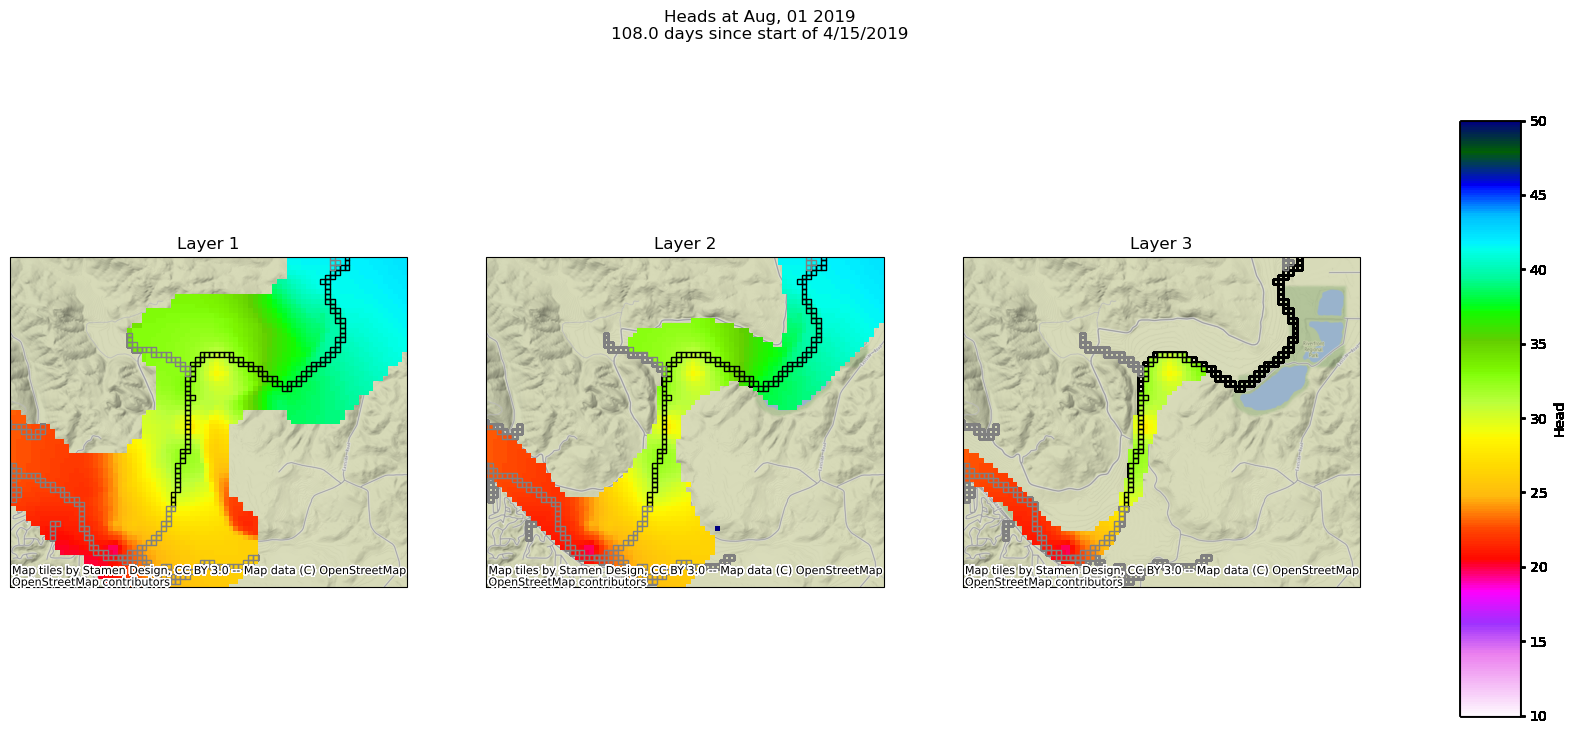 Heads at Aug, 01 2019
108.0 days since start of 4/15/2019
Layer 1
Layer 2
Layer 3
Map tiles by Stamen Design, CC BY 3.0 -- Map data (C) OpenStreetMap
OpenStreetMap contributors
Map tiles by Stamen Design, CC BY 3.0 -- Map data (C) OpenStreetMap
OpenStreetMap contributors
Map tiles by Stamen Design, CC BY 3.0 -- Map data (C) OpenStreetMap
OpenStreetMap contributors
50
45
40
35
30
25
20
15
10
Head